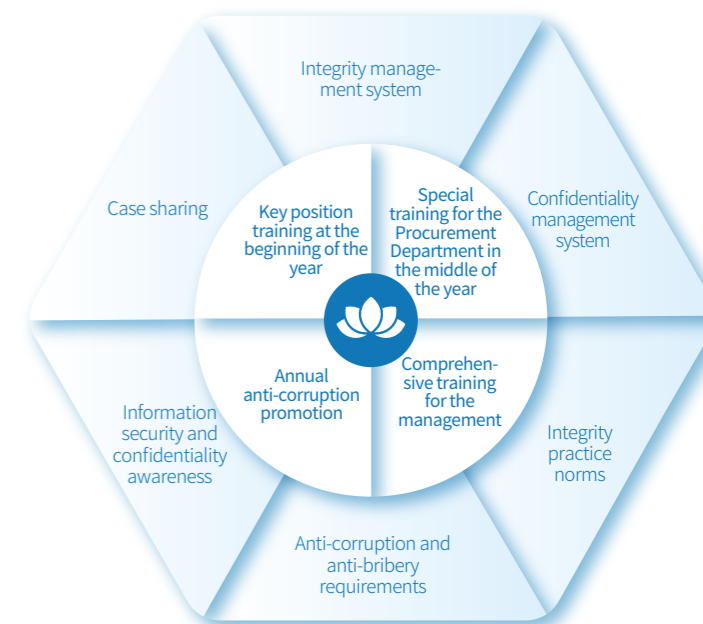 Integrity manage-
ment system
Case sharing
Confidentiality
management
system
Key position
training at the
beginning of the
year
Special
training for the
Procurement
Department in
the middle of
the year
Annual
anti-corruption
promotion
Comprehen-
sive training
for the
management
Information
security and
confidentiality
awareness
Integrity
practice
norms
Anti-corruption and
anti-bribery
requirements